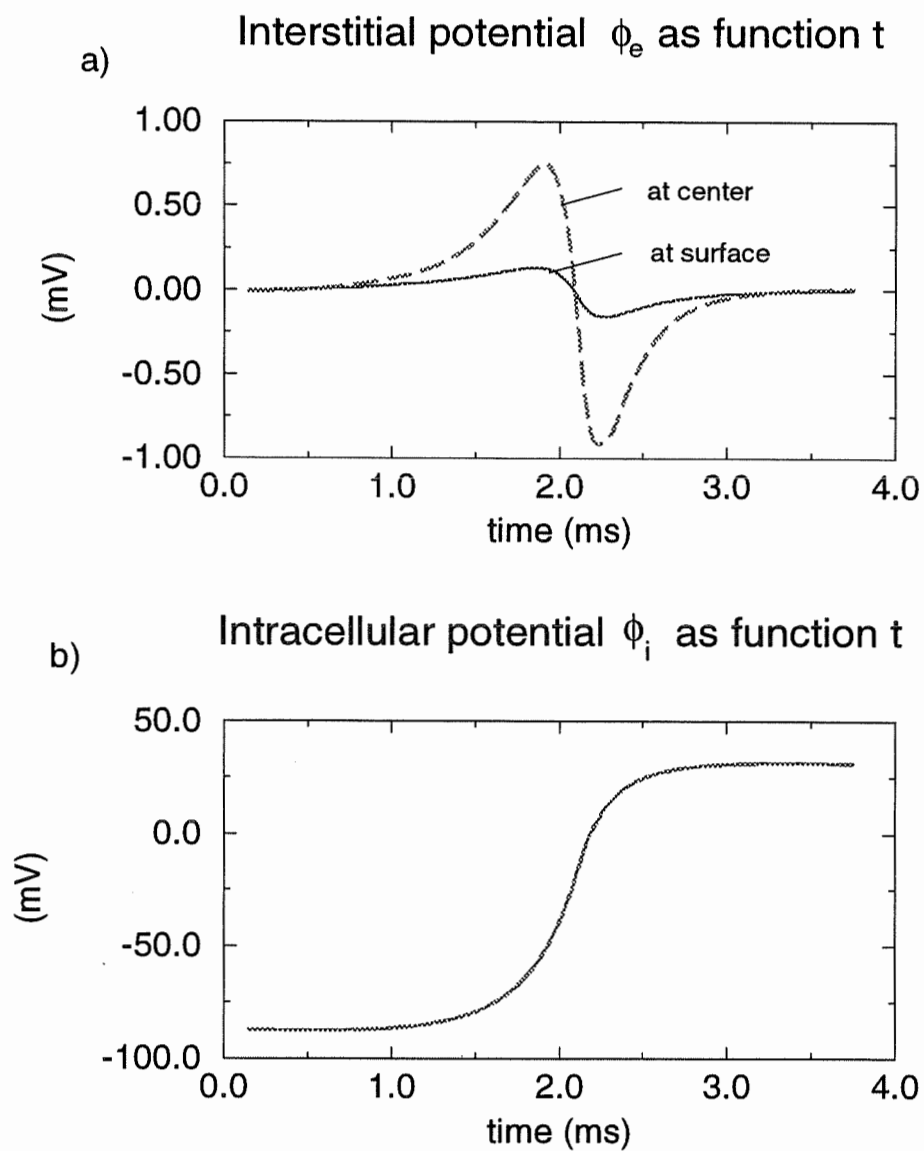 Interstitial potential ϕe as function t
a)
1.00
0.50
0.00
-0.50
-1.00
(mV)
at center
at surface
0.0 1.0 2.0 3.0 4.0
time (ms)
Intracellular potential ϕi as function t
b)
50.0
0.0
-50.0
-100.0
(mV)
0.0 1.0 2.0 3.0 4.0
time (ms)